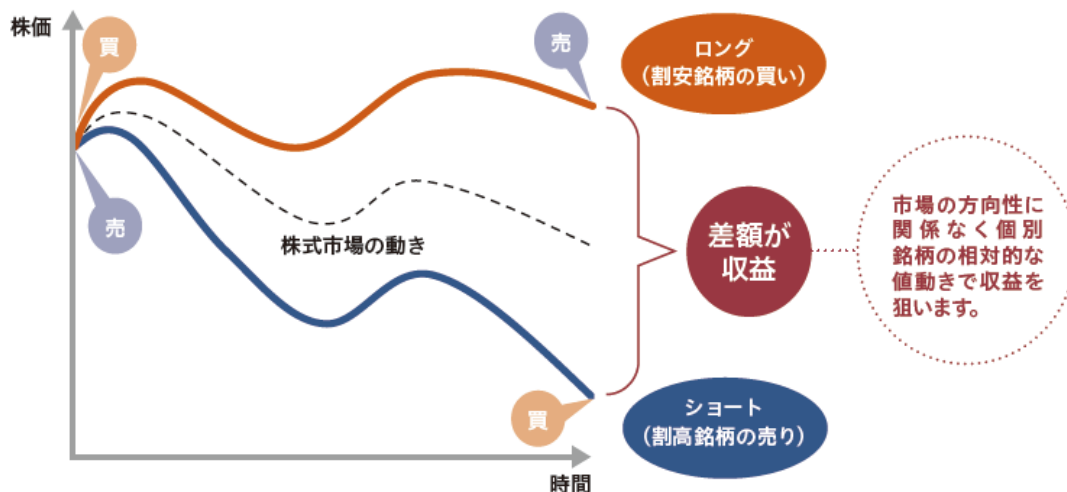 株価
買
売
ロング
(割安銘柄の買い)
売
株式市場の動き
差額が
収益
市場の方向性に
関係なく個別
銘柄の相対的な
値動きで収益を
狙います。
買
ショート
(割高銘柄の売り)
時間